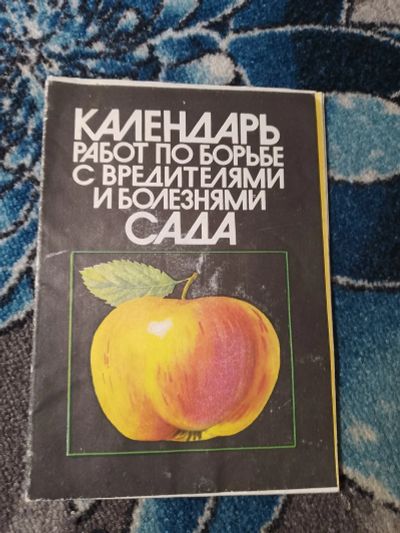 КАЛЕНДАРЬ
РАБОТ ПО БОРЬБЕ
С ВРЕДИТЕЛЯМИ
И БОЛЕЗНЯМИ
САДА